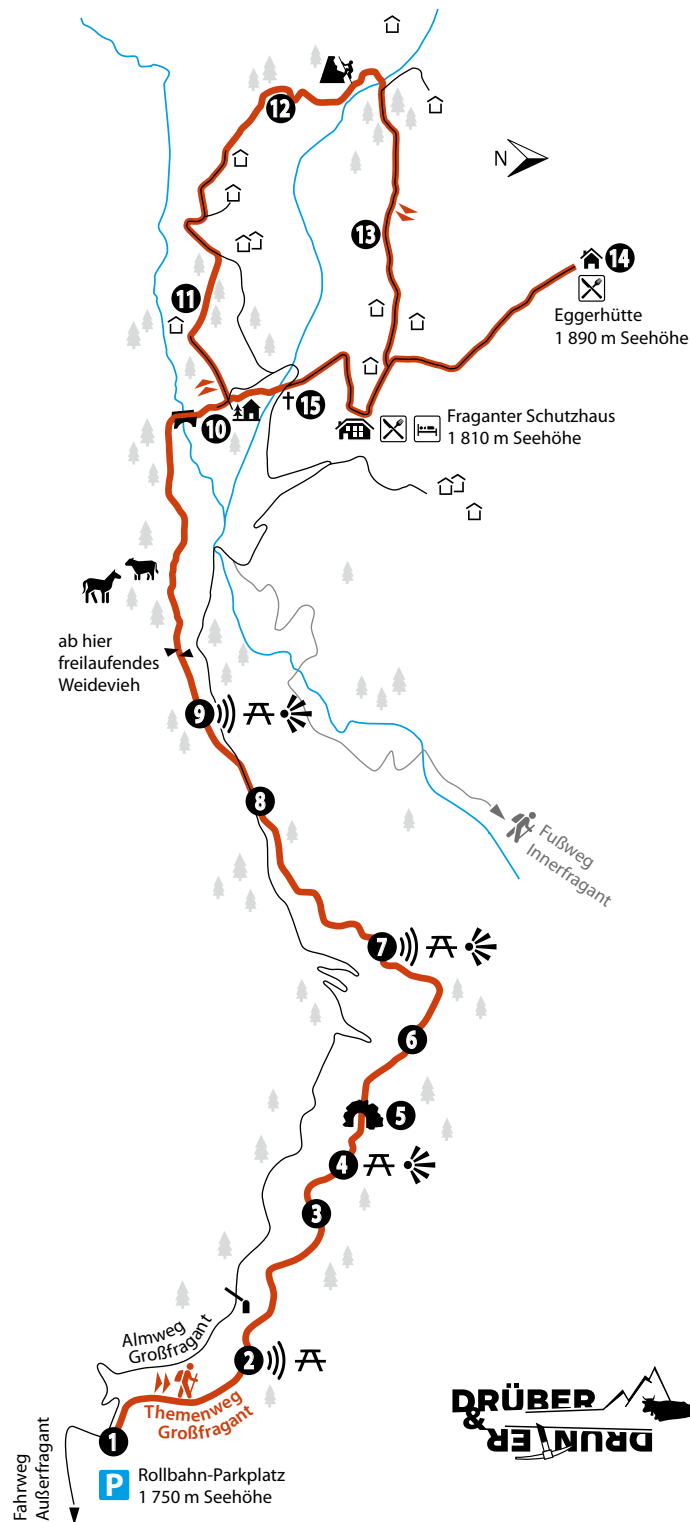 12
N
13
14
Eggerhütte
1 890 m Seehöhe
11
15
10
Fraganter Schutzhaus
1 810 m Seehöhe
ab hier
freilaufendes
Weidevieh
9
8
Fußweg
Innerfragant
7
6
5
4
3
Almweg
Großfragant
2
Themenweg
Großfragant
1
Fahrweg
Außerfragant
P
Rollbahn-Parkplatz
1 750 m Seehöhe
DRÜBER
&
DRUNTER